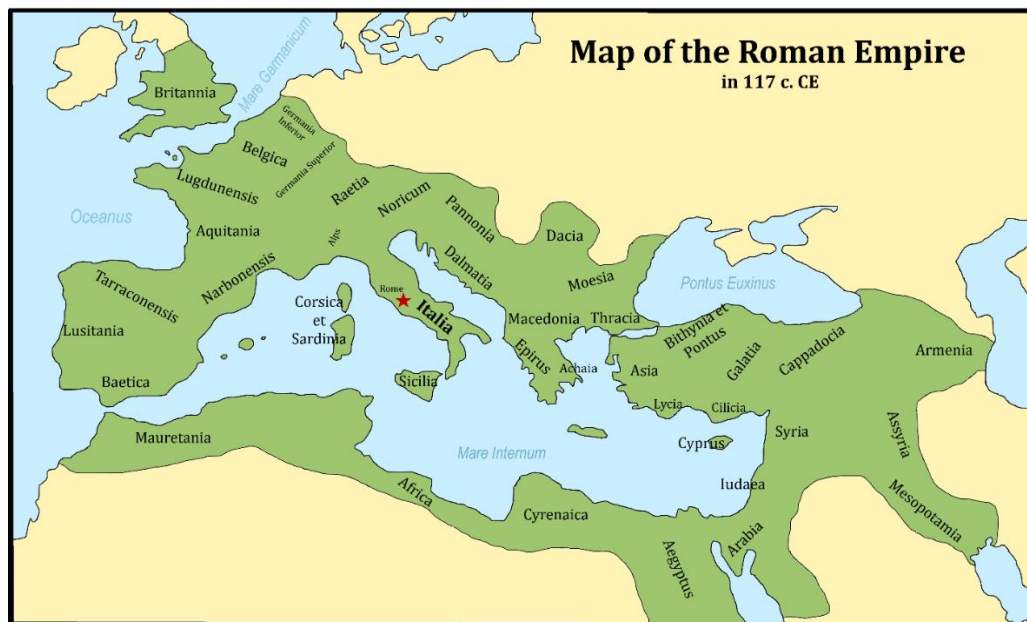 Map of the Roman Empire
in 117 c. CE
Britannia
Mare Garmanicum
Germania
Inferior
Belgica
Germania Superior
Lugdunensis
Raetia
Noricum
Pannonia
Oceanus
Aquitania
Alps
Dacia
Narbonensis
Dalmatia
Moesia
Pontus Euxinus
Tarraconensis
Rome
Italia
Corsica
et
Sardinia
Lusitania
Macedonia
Thracia
Bithynia et
Pontus
Galatia
Cappadocia
Armenia
Epirus
Achaia
Asia
Baetica
Sicilia
Lycia
Cilicia
Mauretania
Mare Internum
Cyprus
Syria
Assyria
Iudaea
Africa
Cyrenaica
Mesopotamia
Arabia
Aegyptus